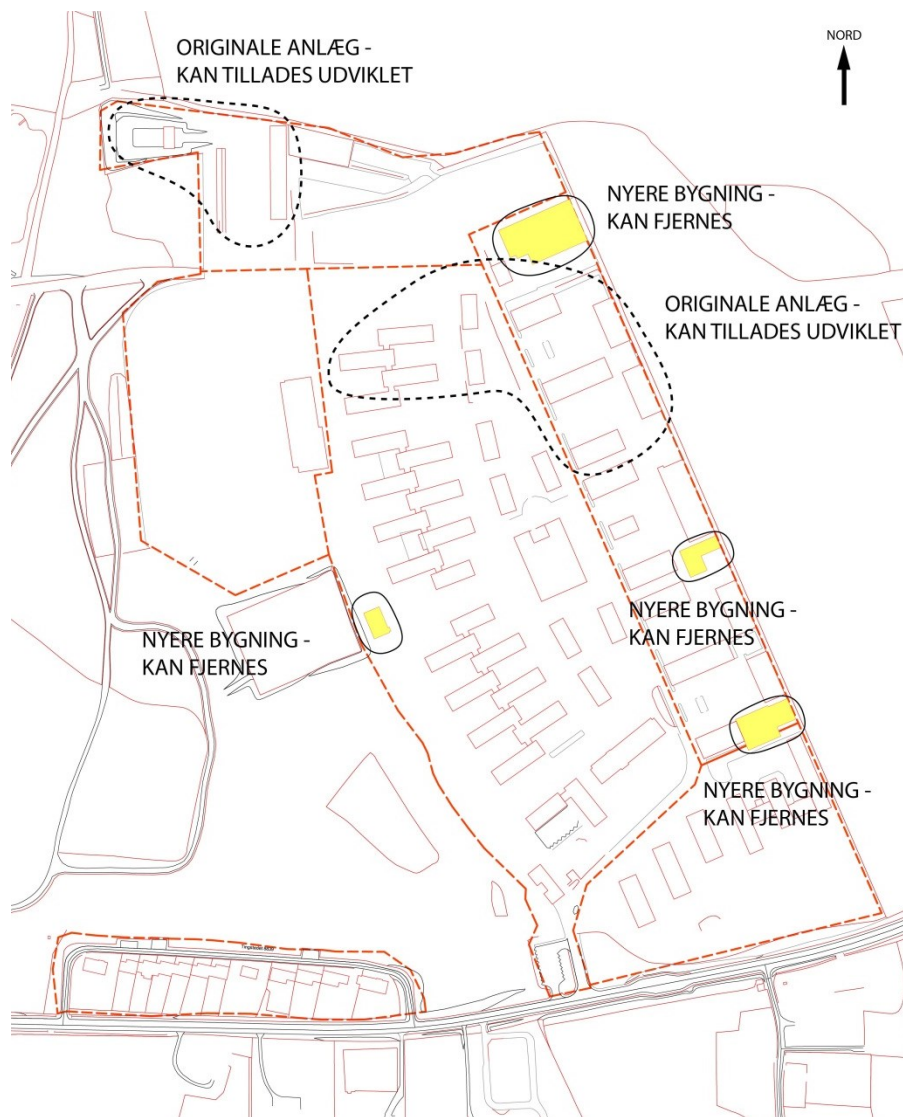 ORIGINALE ANLÆG -
KAN TILLADES UDVIKLET
NORD
NYERE BYGNING -
KAN FJERNES
ORIGINALE ANLÆG -
KAN TILLADES UDVIKLET
NYERE BYGNING -
KAN FJERNES
NYERE BYGNING -
KAN FJERNES
NYERE BYGNING -
KAN FJERNES